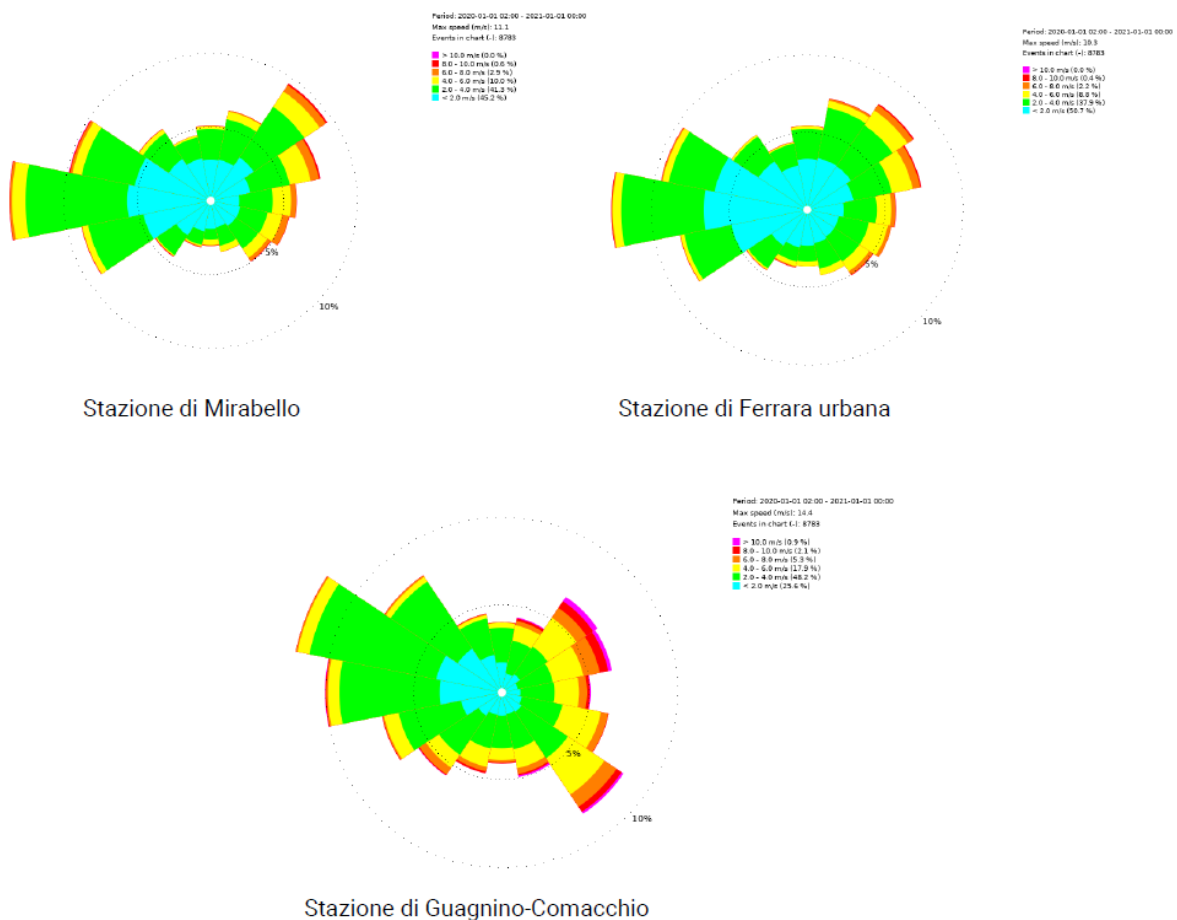 Period: 2020-01-01 02:00 - 2021-01-01 00:00
Max speed (m/s): 11.1
Events in chart (-): 8783
> 10.0 m/s (0.0 %)
8.0 - 10.0 m/s (0.6 %)
6.0 - 8.0 m/s (2.9 %)
4.0 - 6.0 m/s (10.0 %)
2.0 - 4.0 m/s (41.3 %)
< 2.0 m/s (45.2 %)
5%
10%
Stazione di Mirabello
Period: 2020-01-01 02:00 - 2021-01-01 00:00
Max speed (m/s): 10.3
Events in chart (-): 8783
> 10.0 m/s (0.0 %)
8.0 - 10.0 m/s (0.4 %)
6.0 - 8.0 m/s (2.2 %)
4.0 - 6.0 m/s (8.8 %)
2.0 - 4.0 m/s (37.9 %)
< 2.0 m/s (50.7 %)
5%
10%
Stazione di Ferrara urbana
Period: 2020-01-01 02:00 - 2021-01-01 00:00
Max speed (m/s): 14.4
Events in chart (-): 8783
> 10.0 m/s (0.9 %)
8.0 - 10.0 m/s (2.1 %)
6.0 - 8.0 m/s (5.3 %)
4.0 - 6.0 m/s (17.9 %)
2.0 - 4.0 m/s (48.2 %)
< 2.0 m/s (25.6 %)
5%
10%
Stazione di Guagnino-Comacchio